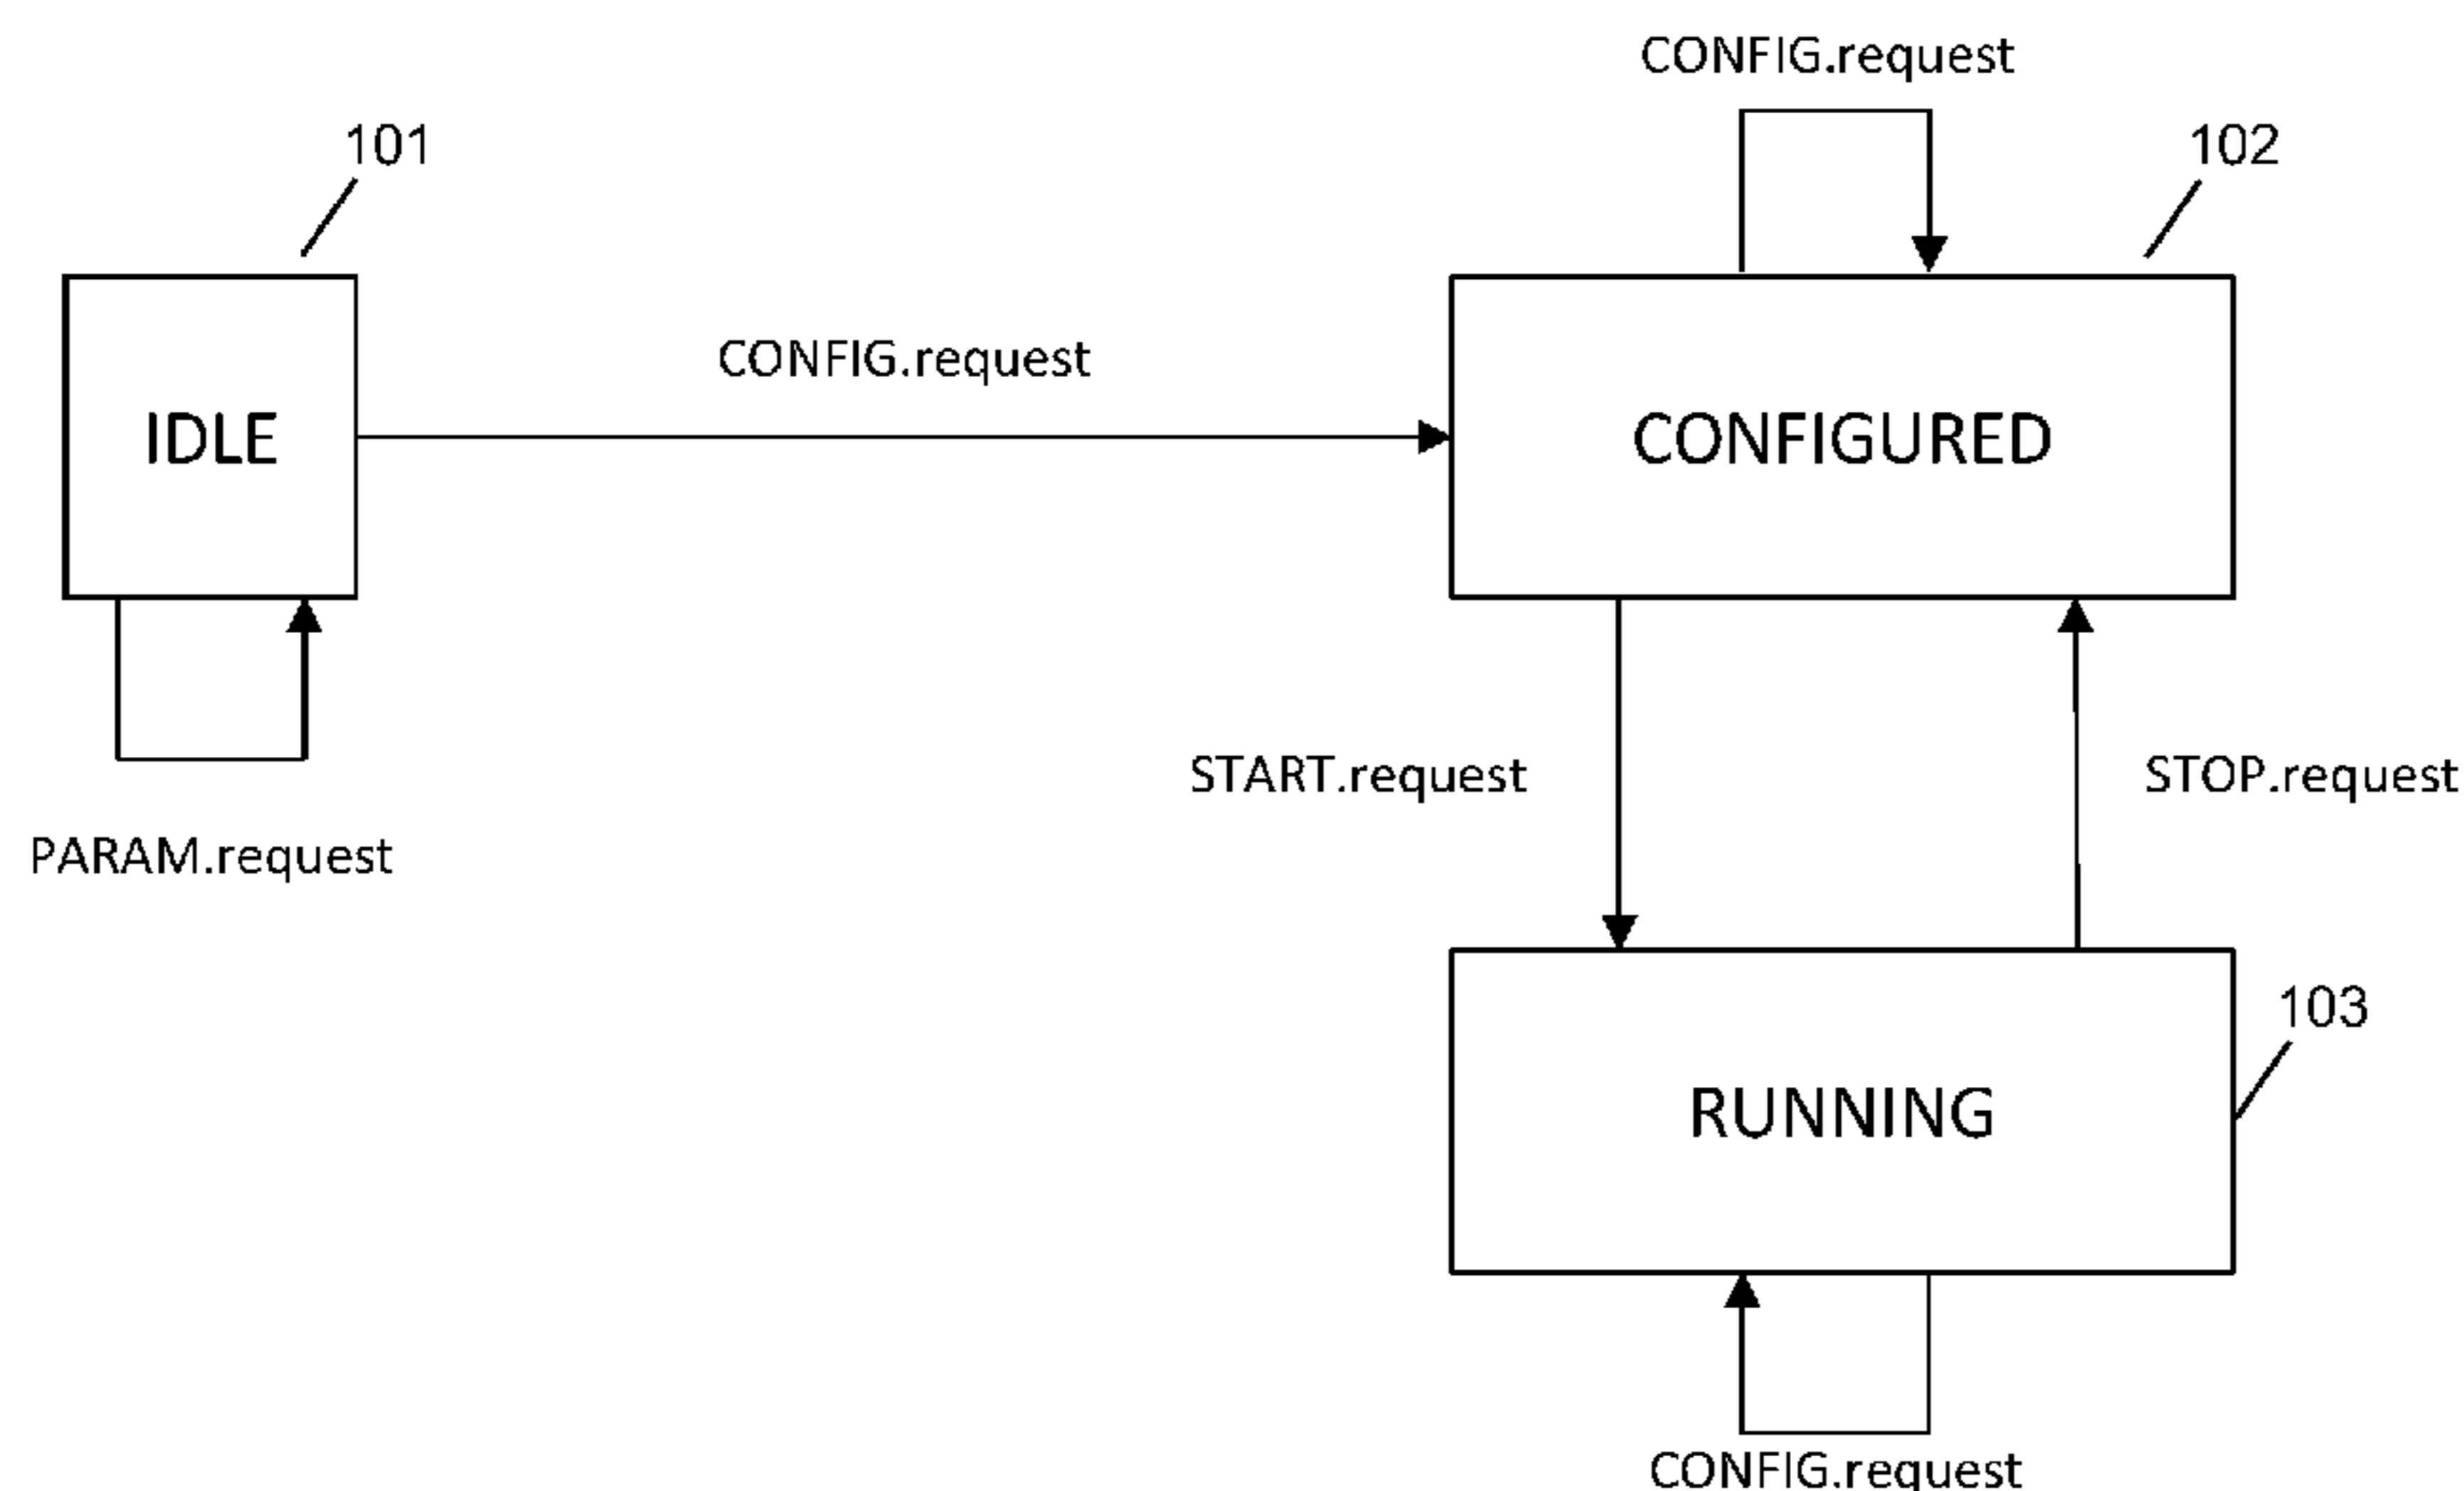 CONFIG.request
101
102
CONFIG.request
IDLE
CONFIGURED
START.request
STOP.request
PARAM.request
103
RUNNING
CONFIG.request